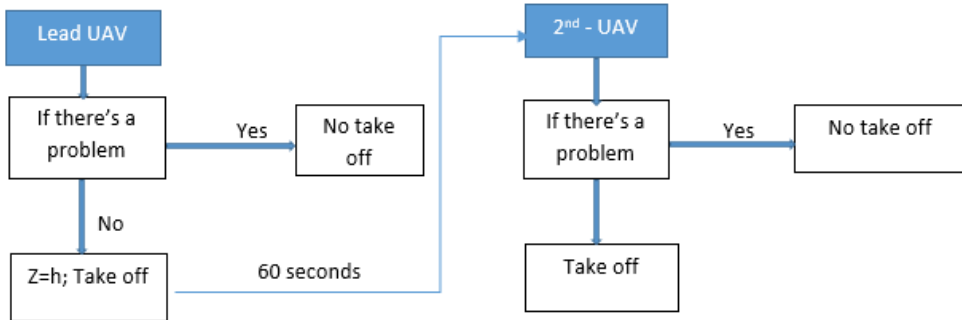 Lead UAV
If there's a
problem
Yes
No take
off
No
Z=h; Take off
60 seconds
2ⁿᵈ - UAV
If there's a
problem
Yes
No take off
Take off